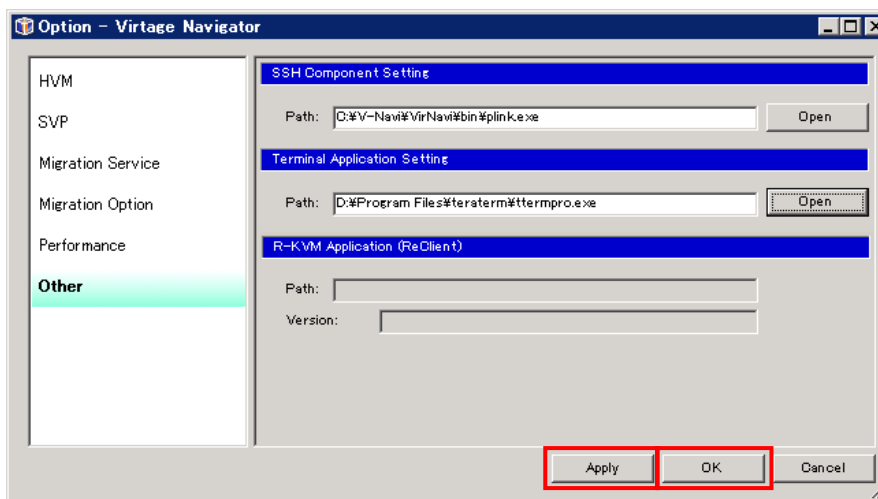 Option - Virtage Navigator
HVM
SVP
Migration Service
Migration Option
Performance
Other
SSH Component Setting
Path: C:¥V-Navi¥VirNavi¥bin¥plink.exe Open
Terminal Application Setting
Path: D:¥Program Files¥teraterm¥ttermpro.exe Open
R-KVM Application (ReClient)
Path:
Version:
Apply OK Cancel